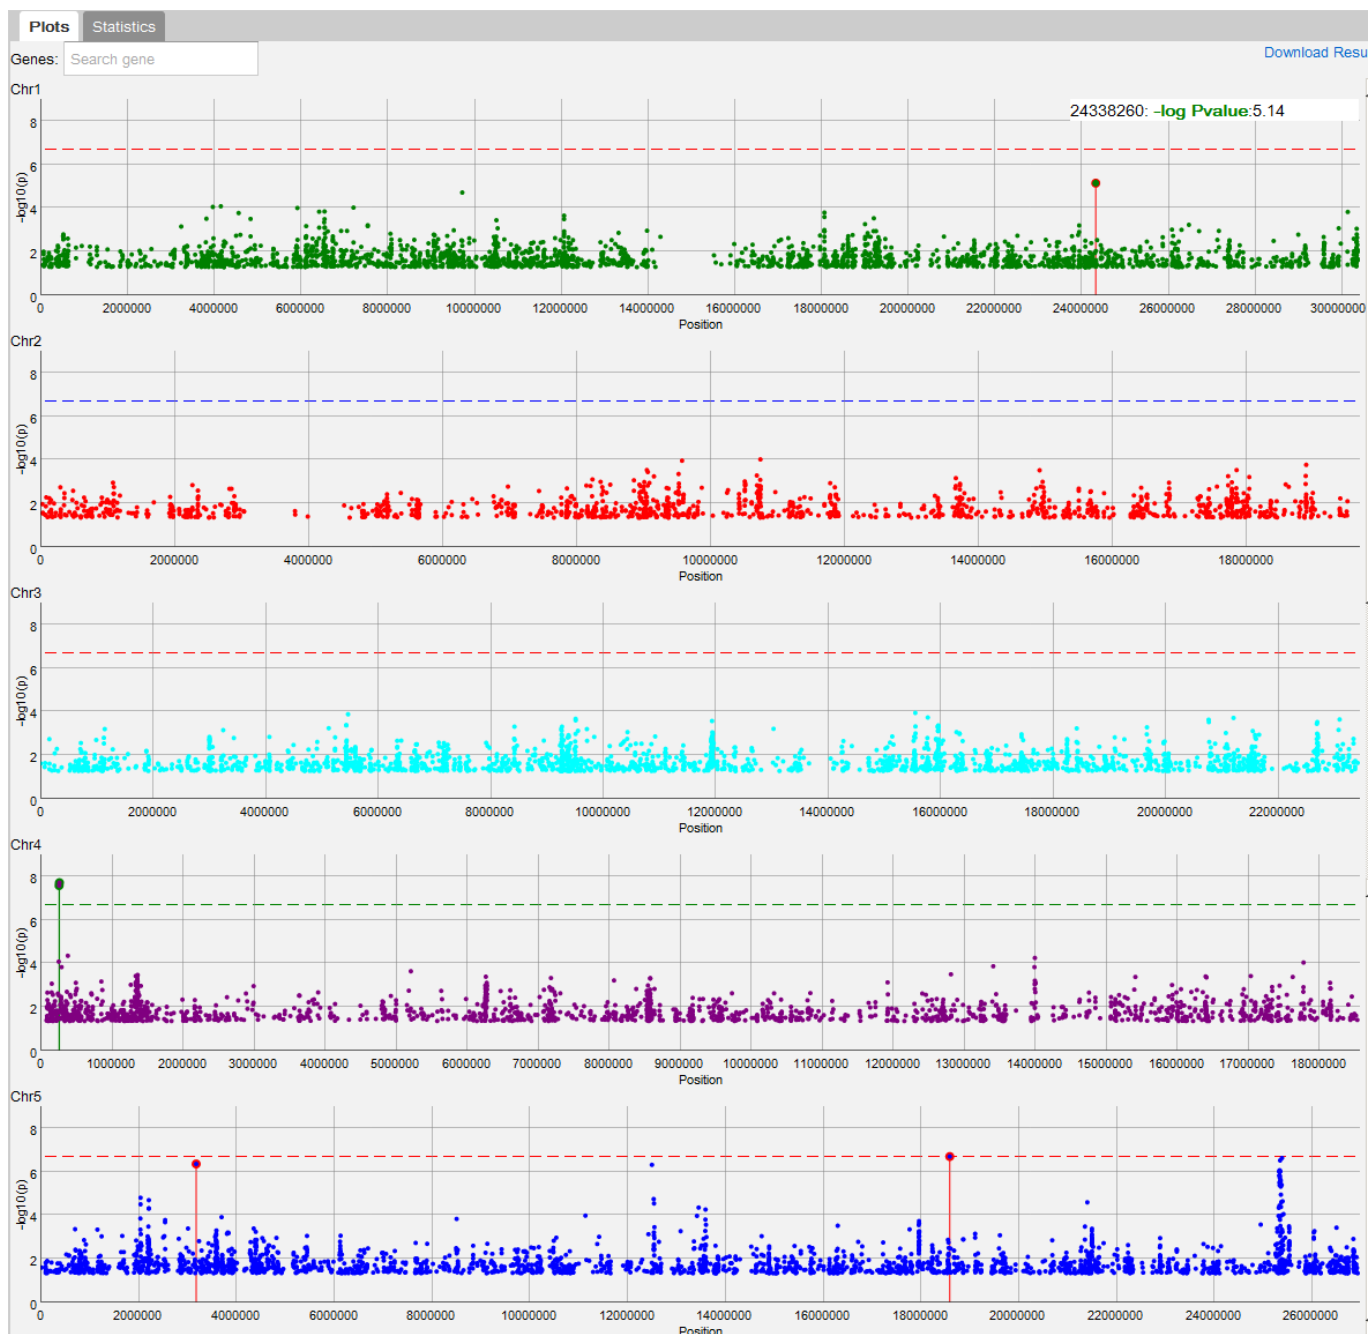 Plots Statistics
Genes: Search gene Download Resu
Chr1
24338260: -log Pvalue:5.14
8
6
4
2
0
-log10(p)
0 2000000 4000000 6000000 8000000 10000000 12000000 14000000 16000000 18000000 20000000 22000000 24000000 26000000 28000000 30000000
Position
Chr2
8
6
4
2
0
-log10(p)
0 2000000 4000000 6000000 8000000 10000000 12000000 14000000 16000000 18000000
Position
Chr3
8
6
4
2
0
-log10(p)
0 2000000 4000000 6000000 8000000 10000000 12000000 14000000 16000000 18000000 20000000 22000000
Position
Chr4
8
6
4
2
0
-log10(p)
0 1000000 2000000 3000000 4000000 5000000 6000000 7000000 8000000 9000000 10000000 11000000 12000000 13000000 14000000 15000000 16000000 17000000 18000000
Position
Chr5
8
6
4
2
0
-log10(p)
0 2000000 4000000 6000000 8000000 10000000 12000000 14000000 16000000 18000000 20000000 22000000 24000000 26000000
Position